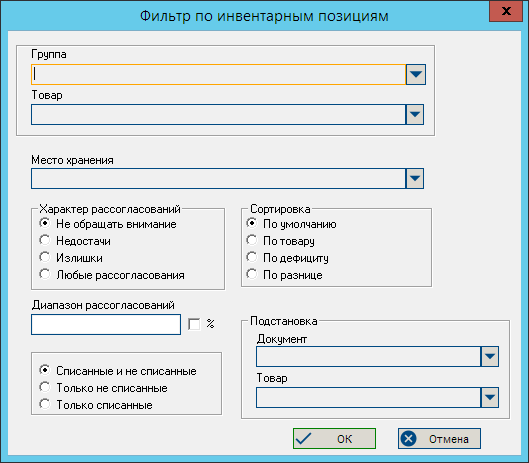 Фильтр по инвентарным позициям
x
Группа
Товар
Место хранения
Характер рассогласований
Не обращать внимание
Недостачи
Излишки
Любые рассогласования
Сортировка
По умолчанию
По товару
По дефициту
По разнице
Диапазон рассогласований
%
Списанные и не списанные
Только не списанные
Только списанные
Подстановка
Документ
Товар
ОК
Отмена